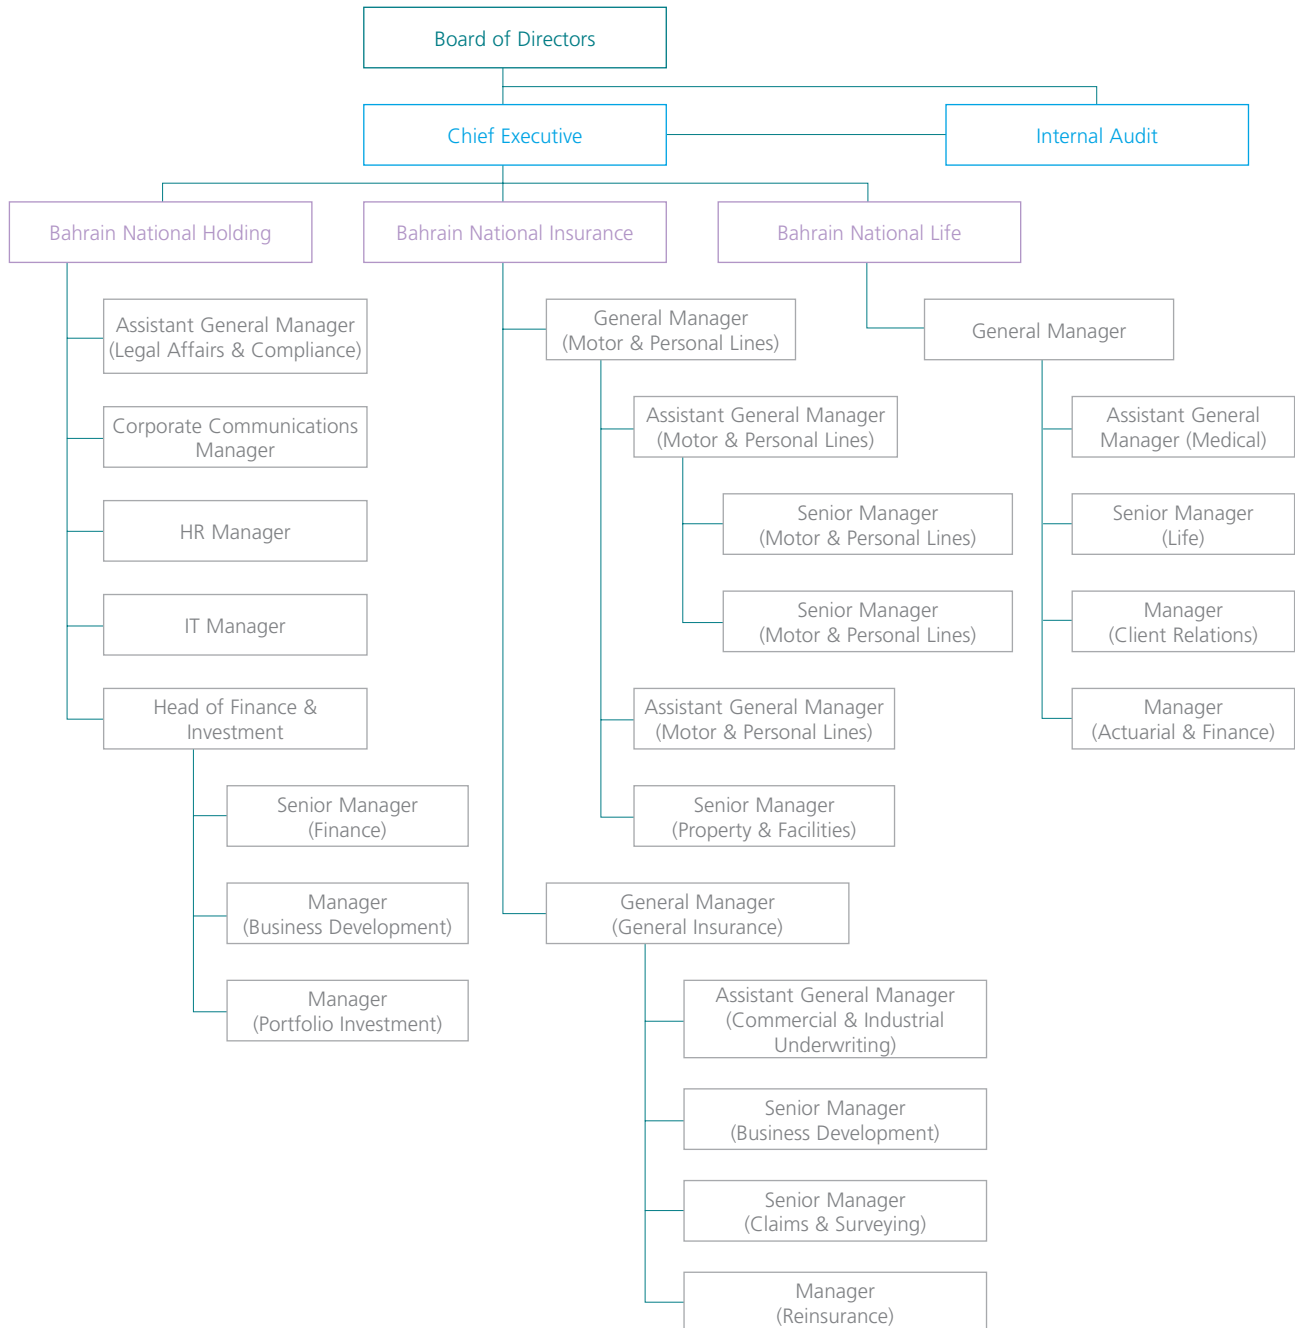 Board of Directors
Chief Executive
Internal Audit
Bahrain National Holding
Bahrain National Insurance
Bahrain National Life
Assistant General Manager
(Legal Affairs & Compliance)
Corporate Communications
Manager
HR Manager
IT Manager
Head of Finance &
Investment
Senior Manager
(Finance)
Manager
(Business Development)
Manager
(Portfolio Investment)
General Manager
(Motor & Personal Lines)
Assistant General Manager
(Motor & Personal Lines)
Senior Manager
(Motor & Personal Lines)
Senior Manager
(Motor & Personal Lines)
Assistant General Manager
(Motor & Personal Lines)
Senior Manager
(Property & Facilities)
General Manager
(General Insurance)
Assistant General Manager
(Commercial & Industrial
Underwriting)
Senior Manager
(Business Development)
Senior Manager
(Claims & Surveying)
Manager
(Reinsurance)
General Manager
Assistant General
Manager (Medical)
Senior Manager
(Life)
Manager
(Client Relations)
Manager
(Actuarial & Finance)